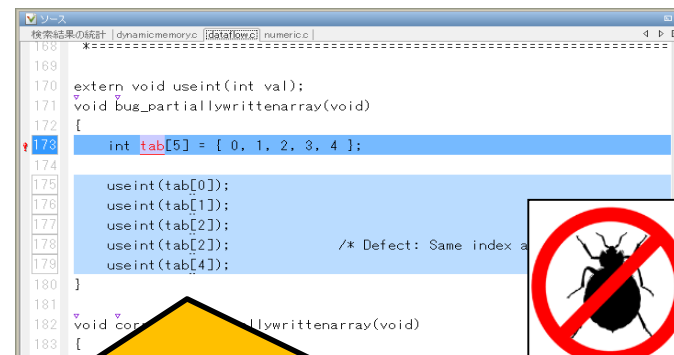 ソース
検索結果の統計 | dynamicmemory.c | dataflow.c | numeric.c |
168 *==============================================================
169
170 extern void useint(int val);
171 void bug_partiallywrittenarray(void)
172 {
173 int tab[5] = { 0, 1, 2, 3, 4 };
174
175 useint(tab[0]);
176 useint(tab[1]);
177 useint(tab[2]);
178 useint(tab[2]); /* Defect: Same index a
179 useint(tab[4]);
180 }
181
182 void cor llywrittenarray(void)
183 {